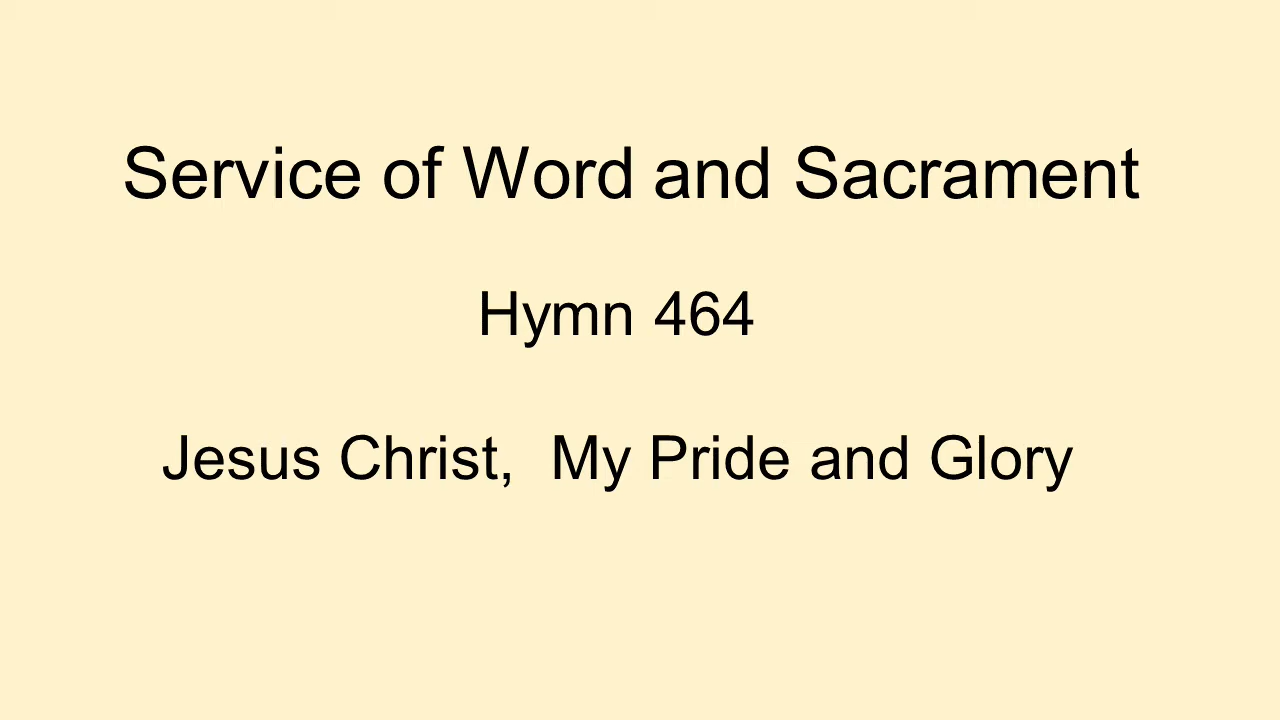 Service of Word and Sacrament
Hymn 464
Jesus Christ,  My Pride and Glory